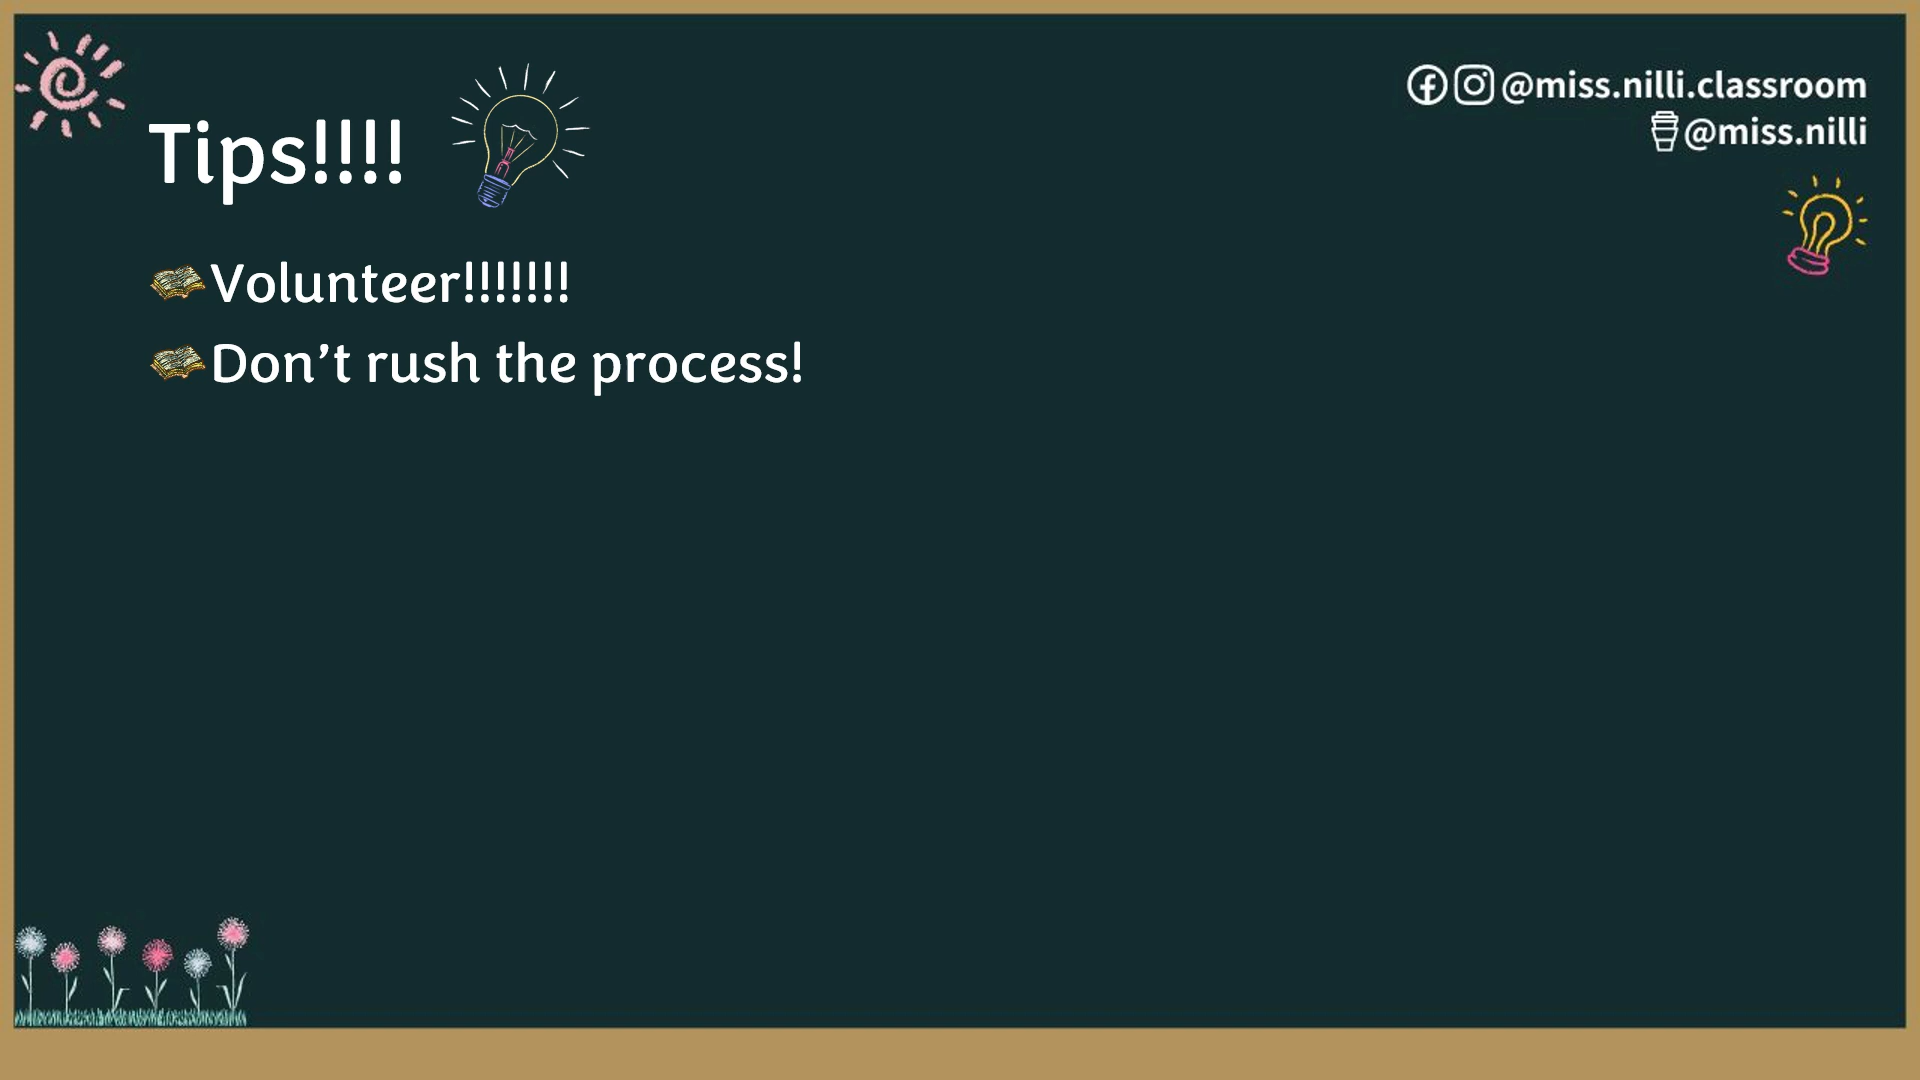 @miss.nilli.classroom
@miss.nilli
Tips!!!!
Volunteer!!!!!!!
Don’t rush the process!